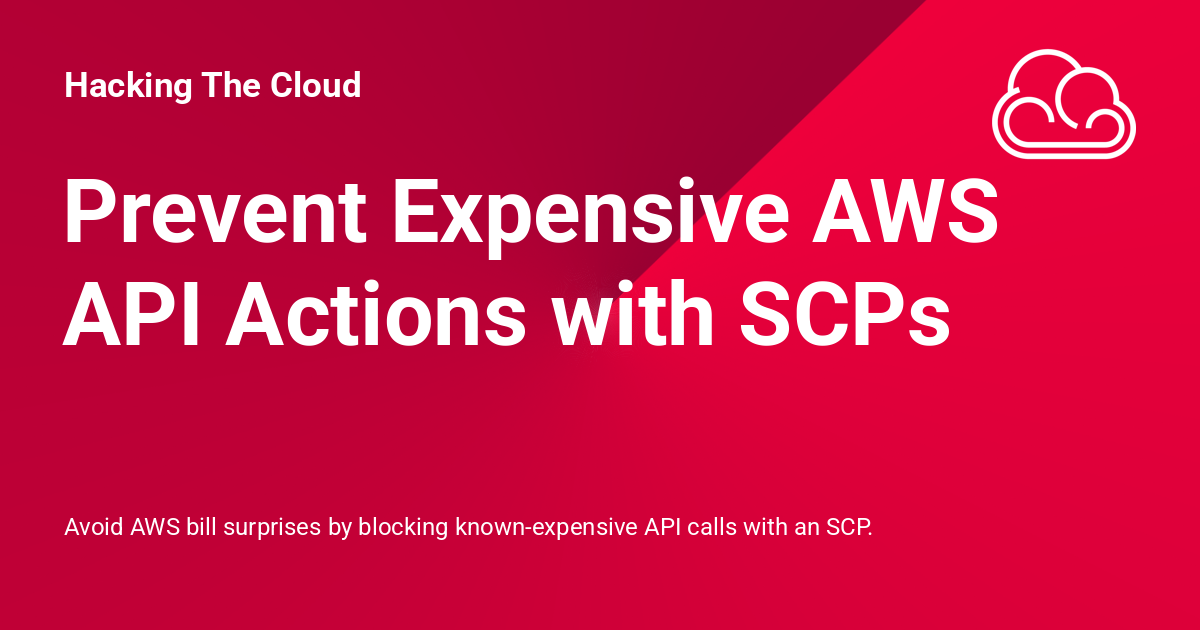 Hacking The Cloud
Prevent Expensive AWS
API Actions with SCPs
Avoid AWS bill surprises by blocking known-expensive API calls with an SCP.